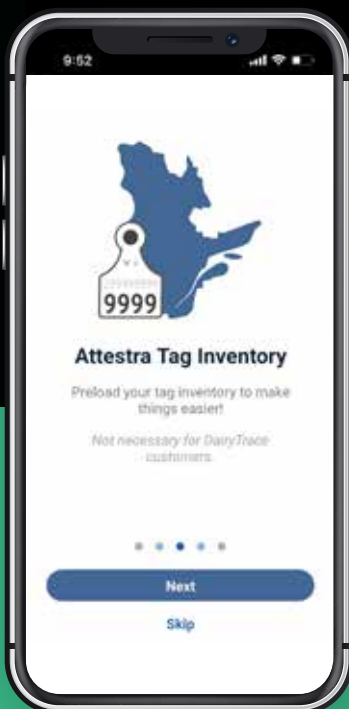 9:52
9999
Attestra Tag Inventory
Preload your tag inventory to make
things easier!
Not necessary for DairyTrace
customers.
Next
Skip